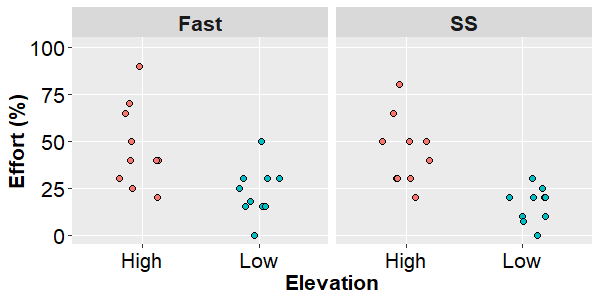 Fast SS
100
75
50
25
0
Effort (%)
High Low High Low
Elevation